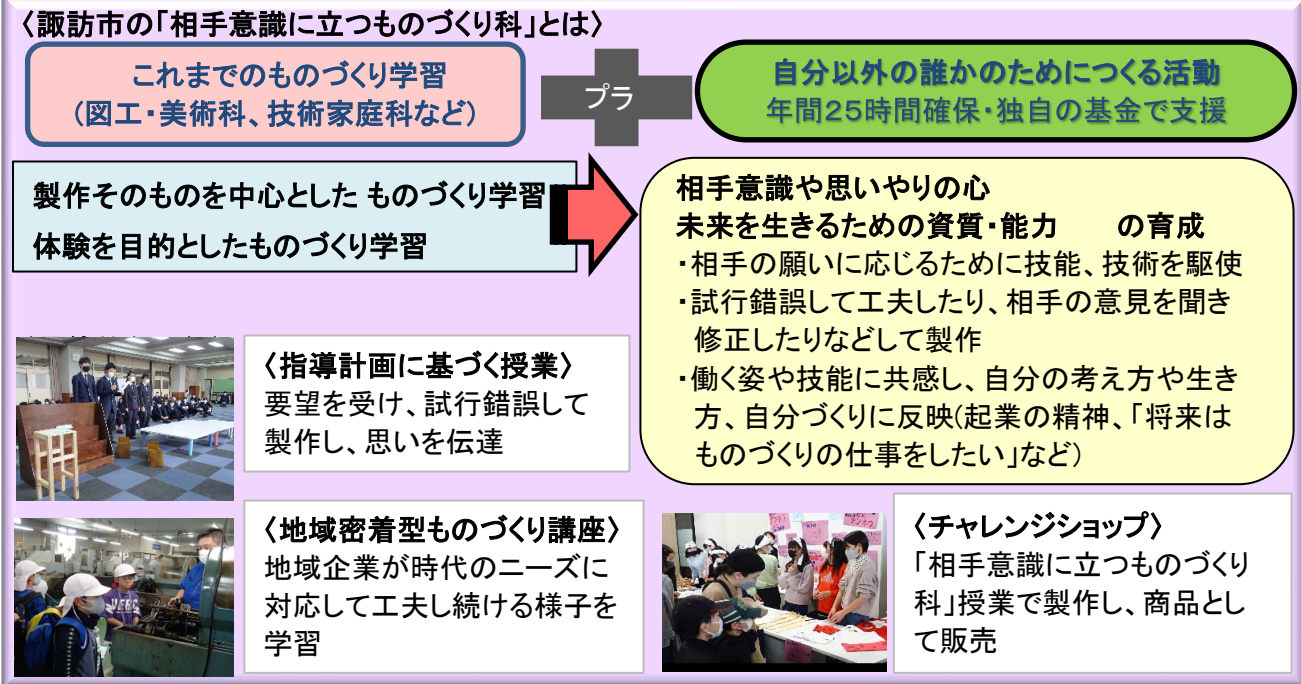 〈諏訪市の「相手意識に立つものづくり科」とは〉
これまでのものづくり学習
（図工・美術科、技術家庭科など）
プラ
自分以外の誰かのためにつくる活動
年間25時間確保・独自の基金で支援
製作そのものを中心とした ものづくり学習
体験を目的としたものづくり学習
相手意識や思いやりの心
未来を生きるための資質・能力　の育成
・相手の願いに応じるために技能、技術を駆使
・試行錯誤して工夫したり、相手の意見を聞き
修正したりなどして製作
・働く姿や技能に共感し、自分の考え方や生き
方、自分づくりに反映(起業の精神、「将来は
ものづくりの仕事をしたい」など）
〈指導計画に基づく授業〉
要望を受け、試行錯誤して
製作し、思いを伝達
〈地域密着型ものづくり講座〉
地域企業が時代のニーズに
対応して工夫し続ける様子を
学習
〈チャレンジショップ〉
「相手意識に立つものづくり
科」授業で製作し、商品とし
て販売